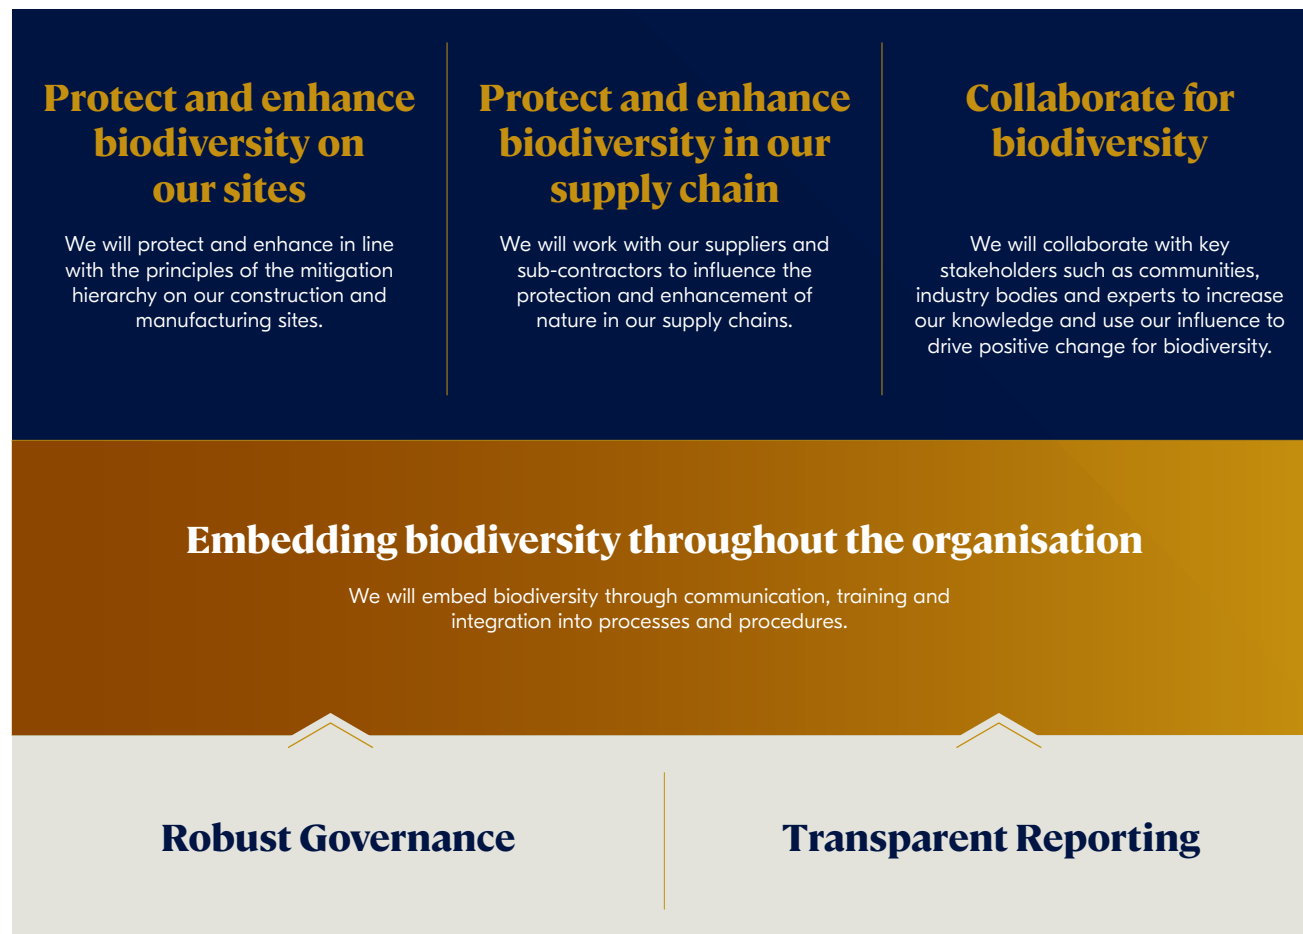 Protect and enhance
biodiversity on
our sites
We will protect and enhance in line
with the principles of the mitigation
hierarchy on our construction and
manufacturing sites.
Protect and enhance
biodiversity in our
supply chain
We will work with our suppliers and
sub-contractors to influence the
protection and enhancement of
nature in our supply chains.
Collaborate for
biodiversity
We will collaborate with key
stakeholders such as communities,
industry bodies and experts to increase
our knowledge and use our influence to
drive positive change for biodiversity.
Embedding biodiversity throughout the organisation
We will embed biodiversity through communication, training and
integration into processes and procedures.
Robust Governance
Transparent Reporting